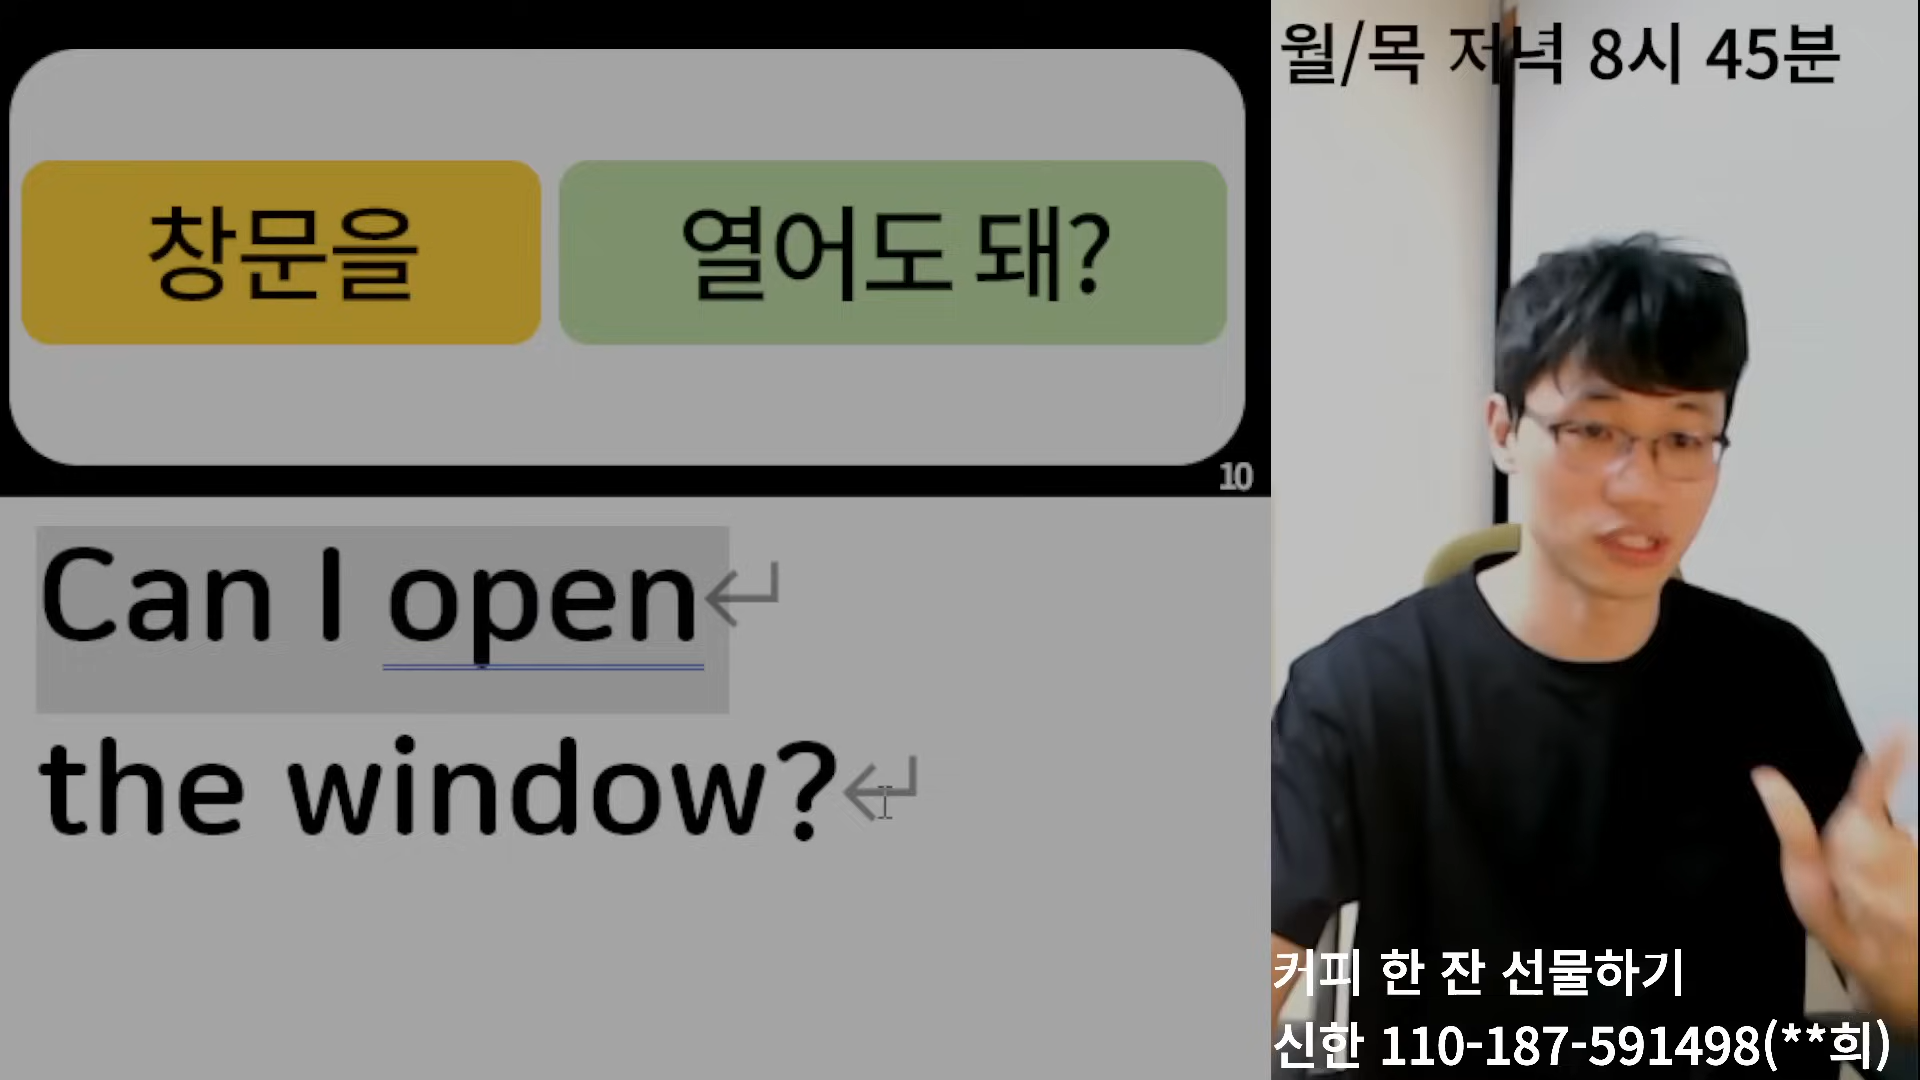 창문을 열어도 돼?
10
Can I open
the window?
월/목 저녁 8시 45분
커피 한 잔 선물하기
신한 110-187-591498(**희)